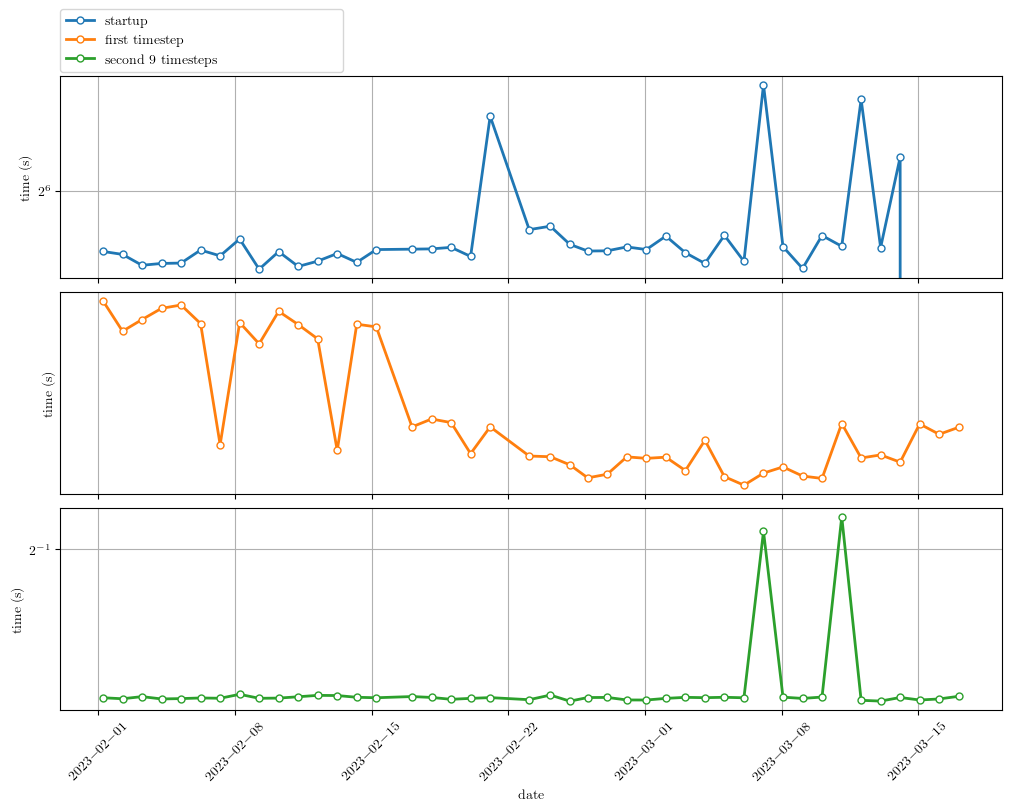 startup
first timestep
second 9 timesteps
time (s)
2^6
time (s)
time (s)
2^−1
2023−02−01
2023−02−08
2023−02−15
2023−02−22
2023−03−01
2023−03−08
2023−03−15
date